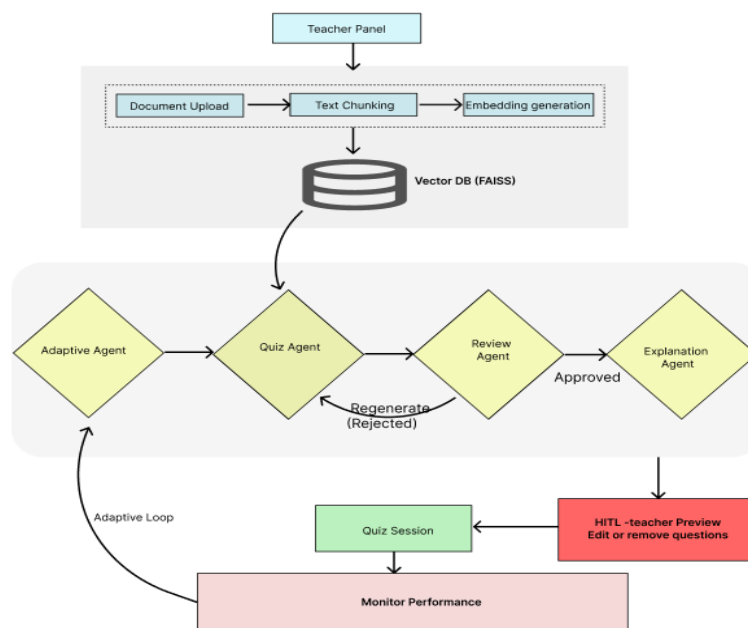 Teacher Panel
Document Upload
Text Chunking
Embedding generation
Vector DB (FAISS)
Adaptive Agent
Quiz Agent
Review
Agent
Explanation
Agent
Approved
Regenerate
(Rejected)
Adaptive Loop
Quiz Session
HITL -teacher Preview
Edit or remove questions
Monitor Performance